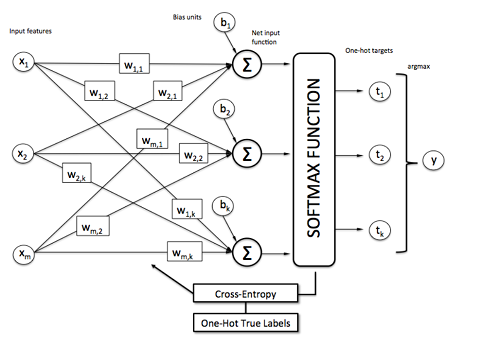 Bias units
b1
Net input
function
Input features
One-hot targets
argmax
x1
w1,1
Σ
w1,2
w2,1
t1
b2
wm,1
x2
w2,2
Σ
SOFTMAX FUNCTION
t2
y
w2,k
bk
w1,k
wm,2
tk
xm
wm,k
Σ
Cross-Entropy
One-Hot True Labels